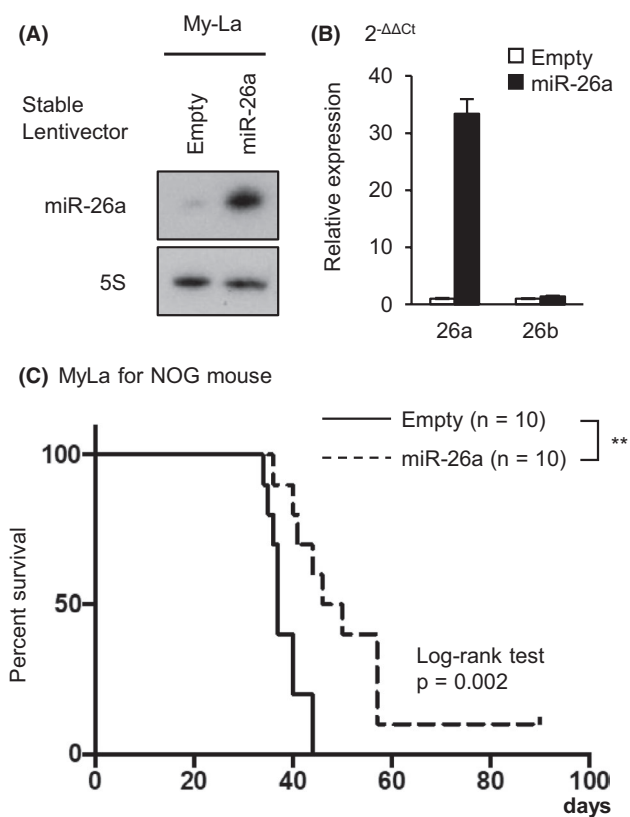 (A)
My-La
Stable
Lentivector
Empty
miR-26a
miR-26a
5S
(B) 2-ΔΔCt
Empty
miR-26a
Relative expression
40
30
20
10
0
26a 26b
(C) MyLa for NOG mouse
Empty (n = 10)
miR-26a (n = 10)
**
Percent survival
100
50
0
Log-rank test
p = 0.002
0 20 40 60 80 100
days